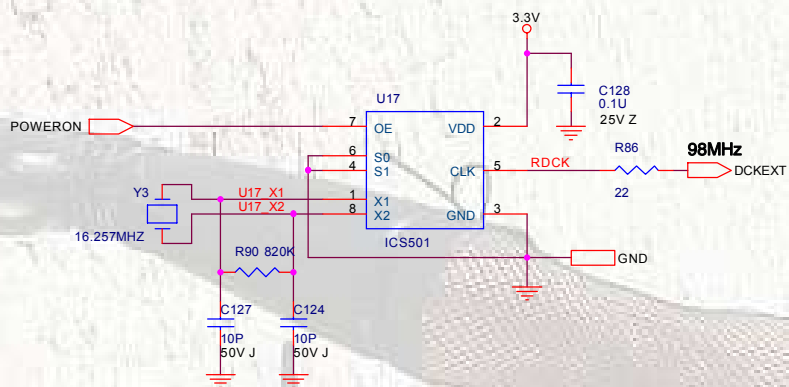 3.3V
U17
C128
0.1U
25V Z
POWERON
7
OE
VDD
2
6
S0
4
S1
CLK
5
RDCK
R86
22
98MHz
DCKEXT
Y3
U17_X1
1
X1
U17_X2
8
X2
GND
3
16.257MHZ
ICS501
R90 820K
GND
C127
10P
50V J
C124
10P
50V J